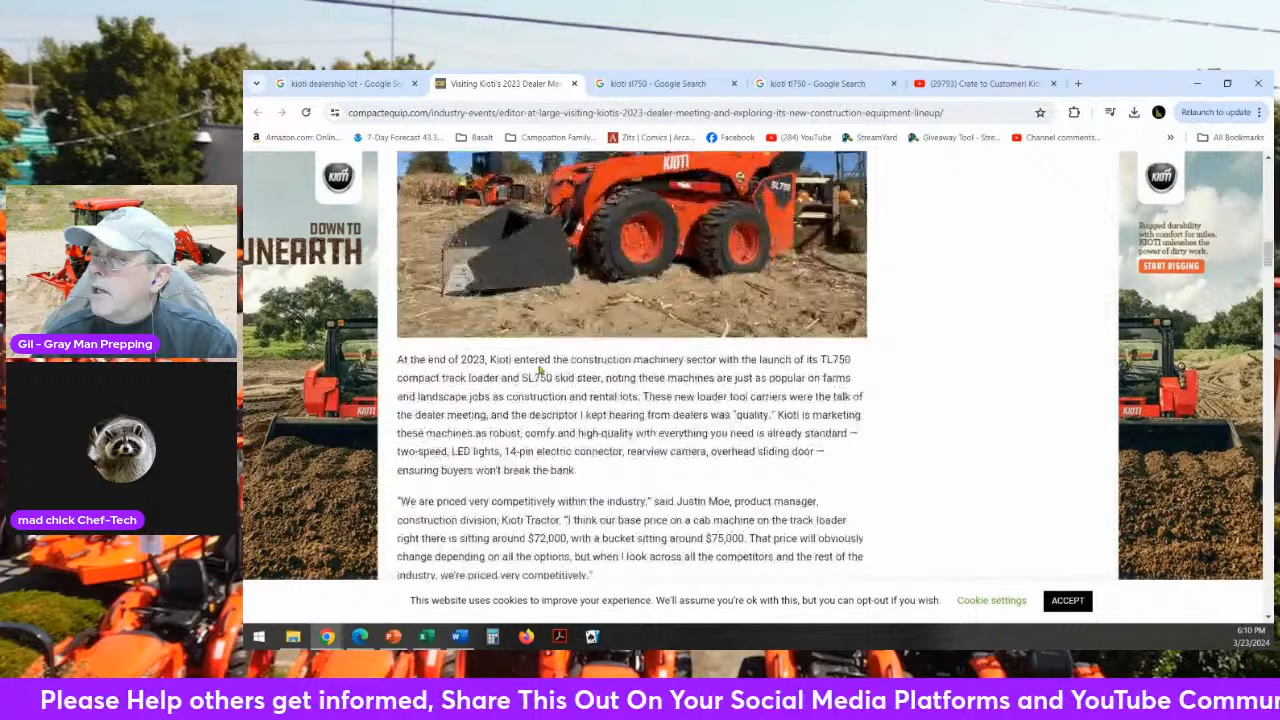 kioti dealership lot - Google Se
Visiting Kioti's 2023 Dealer Me
kioti sl750 - Google Search
kioti tl750 - Google Search
(29793) Crate to Customer! Kio
compactequip.com/industry-events/editor-at-large-visiting-kiotis-2023-dealer-meeting-and-exploring-its-new-construction-equipment-lineup/
Relaunch to update
Amazon.com: Onlin...
7-Day Forecast 43.3...
Basalt
Campoatton Family...
Zits | Comics | Arca...
Facebook
(284) YouTube
StreamYard
Giveaway Tool - Stre...
Channel comments...
All Bookmarks
KIOTI
SL750
KIOTI
DOWN TO
UNEARTH
KIOTI
Rugged durability
with comfort for miles.
KIOTI unleashes the
power of dirty work.
START DIGGING
KIOTI
KIOTI
KIOTI
At the end of 2023, Kioti entered the construction machinery sector with the launch of its TL750
compact track loader and SL750 skid steer, noting these machines are just as popular on farms
and landscape jobs as construction and rental lots. These new loader tool carriers were the talk of
the dealer meeting, and the descriptor I kept hearing from dealers was "quality." Kioti is marketing
these machines as robust, comfy and high-quality with everything you need is already standard —
two-speed, LED lights, 14-pin electric connector, rearview camera, overhead sliding door —
ensuring buyers won't break the bank.
"We are priced very competitively within the industry," said Justin Moe, product manager,
construction division, Kioti Tractor. "I think our base price on a cab machine on the track loader
right there is sitting around $72,000, with a bucket sitting around $75,000. That price will obviously
change depending on all the options, but when I look across all the competitors and the rest of the
industry, we're priced very competitively."
This website uses cookies to improve your experience. We'll assume you're ok with this, but you can opt-out if you wish.
Cookie settings
ACCEPT
6:10 PM
3/23/2024
Gil - Gray Man Prepping
mad chick Chef-Tech
Please Help others get informed, Share This Out On Your Social Media Platforms and YouTube Commu